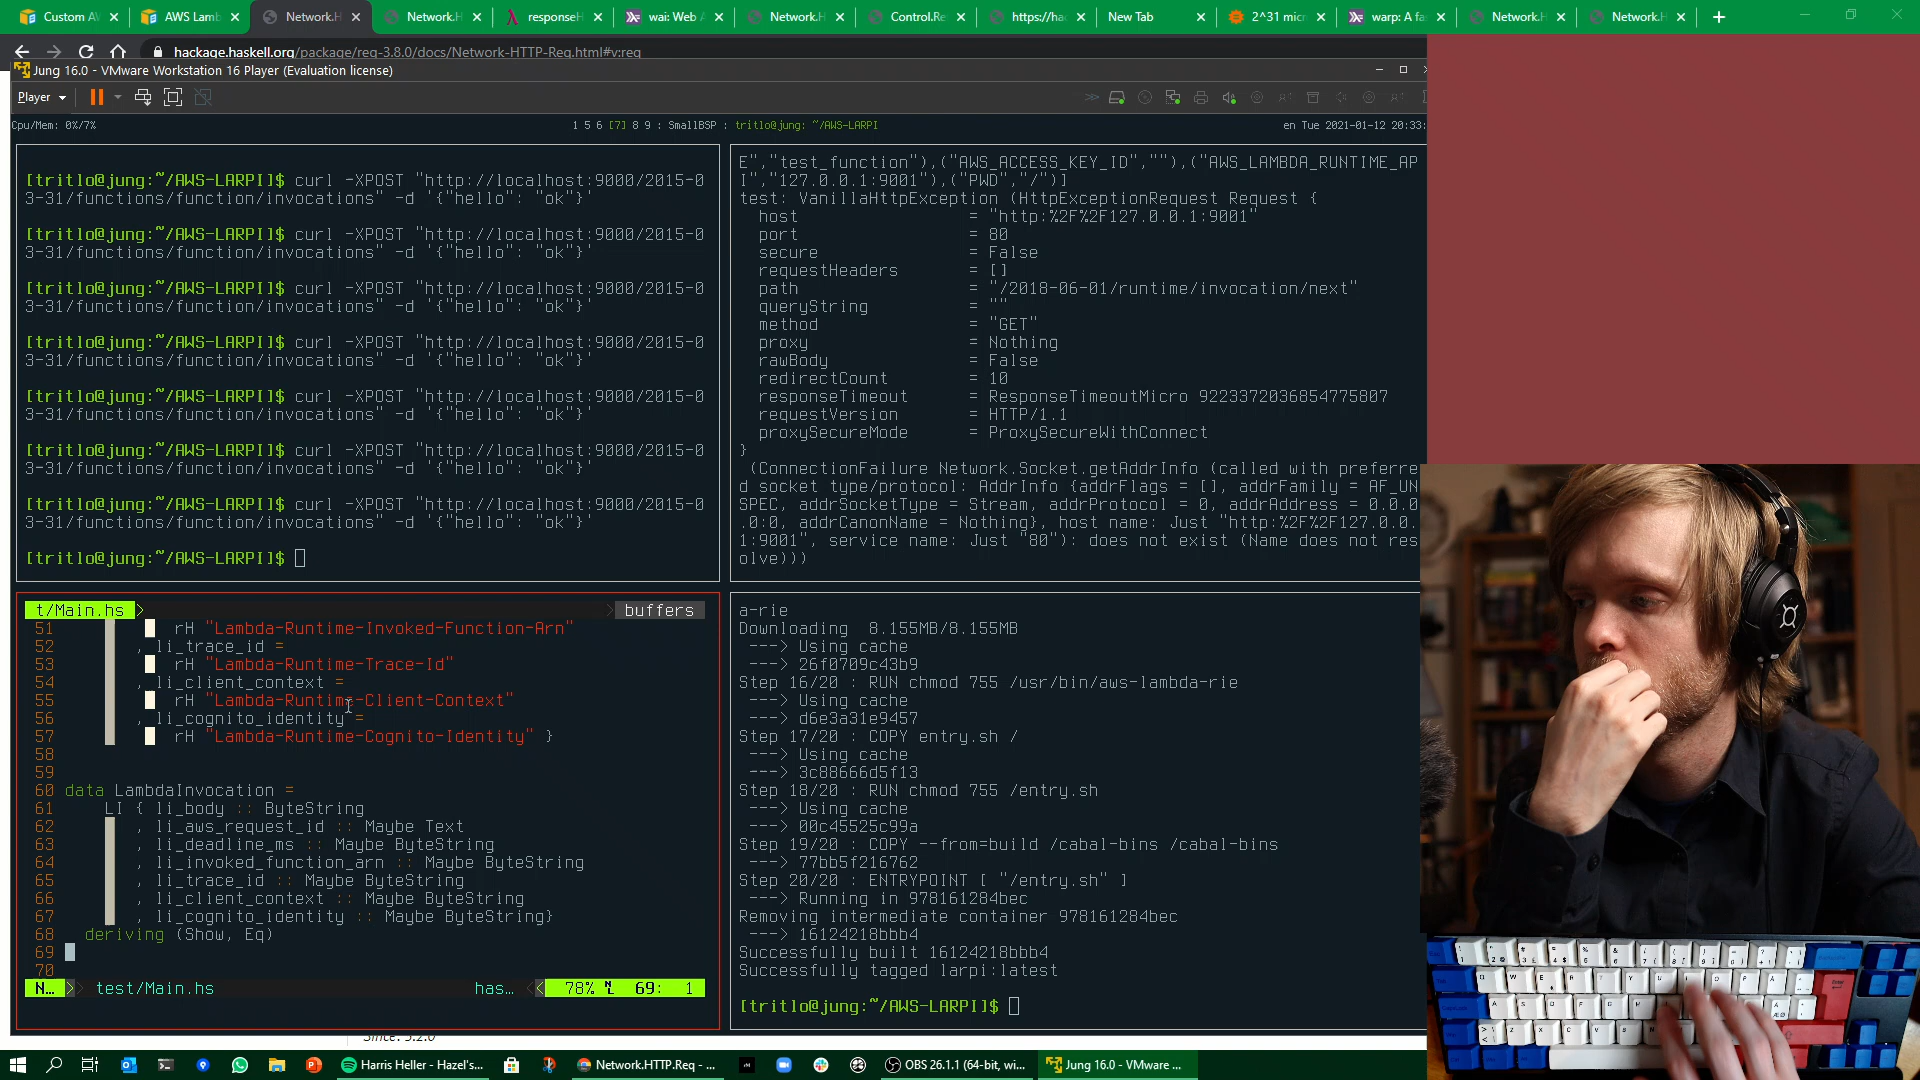 Custom AV
AWS Lamb
Network.H
Network.H
responseH
wai: Web A
Network.H
Control.Re
https://ha
New Tab
2^31 micr
warp: A fa
Network.H
Network.H
hackage.haskell.org/package/req-3.8.0/docs/Network-HTTP-Req.html#v:req
Jung 16.0 - VMware Workstation 16 Player (Evaluation license)
Player
Cpu/Mem: 0%/7%
1 5 6 [7] 8 9 : SmallBSP : tritlo@jung: ~/AWS-LARPI
en Tue 2021-01-12 20:33:
[tritlo@jung:~/AWS-LARPI]$ curl -XPOST "http://localhost:9000/2015-0
3-31/functions/function/invocations" -d '{"hello": "ok"}'
[tritlo@jung:~/AWS-LARPI]$ curl -XPOST "http://localhost:9000/2015-0
3-31/functions/function/invocations" -d '{"hello": "ok"}'
[tritlo@jung:~/AWS-LARPI]$ curl -XPOST "http://localhost:9000/2015-0
3-31/functions/function/invocations" -d '{"hello": "ok"}'
[tritlo@jung:~/AWS-LARPI]$ curl -XPOST "http://localhost:9000/2015-0
3-31/functions/function/invocations" -d '{"hello": "ok"}'
[tritlo@jung:~/AWS-LARPI]$ curl -XPOST "http://localhost:9000/2015-0
3-31/functions/function/invocations" -d '{"hello": "ok"}'
[tritlo@jung:~/AWS-LARPI]$ curl -XPOST "http://localhost:9000/2015-0
3-31/functions/function/invocations" -d '{"hello": "ok"}'
[tritlo@jung:~/AWS-LARPI]$ curl -XPOST "http://localhost:9000/2015-0
3-31/functions/function/invocations" -d '{"hello": "ok"}'
[tritlo@jung:~/AWS-LARPI]$
E","test_function"),("AWS_ACCESS_KEY_ID",""),("AWS_LAMBDA_RUNTIME_AP
I","127.0.0.1:9001"),("PWD","/")]
test: VanillaHttpException (HttpExceptionRequest Request {
host = "http:%2F%2F127.0.0.1:9001"
port = 80
secure = False
requestHeaders = []
path = "/2018-06-01/runtime/invocation/next"
queryString = ""
method = "GET"
proxy = Nothing
rawBody = False
redirectCount = 10
responseTimeout = ResponseTimeoutMicro 9223372036854775807
requestVersion = HTTP/1.1
proxySecureMode = ProxySecureWithConnect
}
(ConnectionFailure Network.Socket.getAddrInfo (called with preferre
d socket type/protocol: AddrInfo {addrFlags = [], addrFamily = AF_UN
SPEC, addrSocketType = Stream, addrProtocol = 0, addrAddress = 0.0.0
.0:0, addrCanonName = Nothing}, host name: Just "http:%2F%2F127.0.0.
1:9001", service name: Just "80"): does not exist (Name does not res
olve)))
t/Main.hs
buffers
51 rH "Lambda-Runtime-Invoked-Function-Arn"
52 , li_trace_id =
53 rH "Lambda-Runtime-Trace-Id"
54 , li_client_context =
55 rH "Lambda-Runtime-Client-Context"
56 , li_cognito_identity =
57 rH "Lambda-Runtime-Cognito-Identity" }
58
59
60 data LambdaInvocation =
61 LI { li_body :: ByteString
62 , li_aws_request_id :: Maybe Text
63 , li_deadline_ms :: Maybe ByteString
64 , li_invoked_function_arn :: Maybe ByteString
65 , li_trace_id :: Maybe ByteString
66 , li_client_context :: Maybe ByteString
67 , li_cognito_identity :: Maybe ByteString}
68 deriving (Show, Eq)
69
70
N… test/Main.hs has… 78% 69: 1
a-rie
Downloading 8.155MB/8.155MB
---> Using cache
---> 26f0709c43b9
Step 16/20 : RUN chmod 755 /usr/bin/aws-lambda-rie
---> Using cache
---> d6e3a31e9457
Step 17/20 : COPY entry.sh /
---> Using cache
---> 3c88666d5f13
Step 18/20 : RUN chmod 755 /entry.sh
---> Using cache
---> 00c45525c99a
Step 19/20 : COPY --from=build /cabal-bins /cabal-bins
---> 77bb5f216762
Step 20/20 : ENTRYPOINT [ "/entry.sh" ]
---> Running in 978161284bec
Removing intermediate container 978161284bec
---> 16124218bbb4
Successfully built 16124218bbb4
Successfully tagged larpi:latest
[tritlo@jung:~/AWS-LARPI]$
Since: 3.2.0
Harris Heller - Hazel's...
Network.HTTP.Req - ...
OBS 26.1.1 (64-bit, wi...
Jung 16.0 - VMware ...